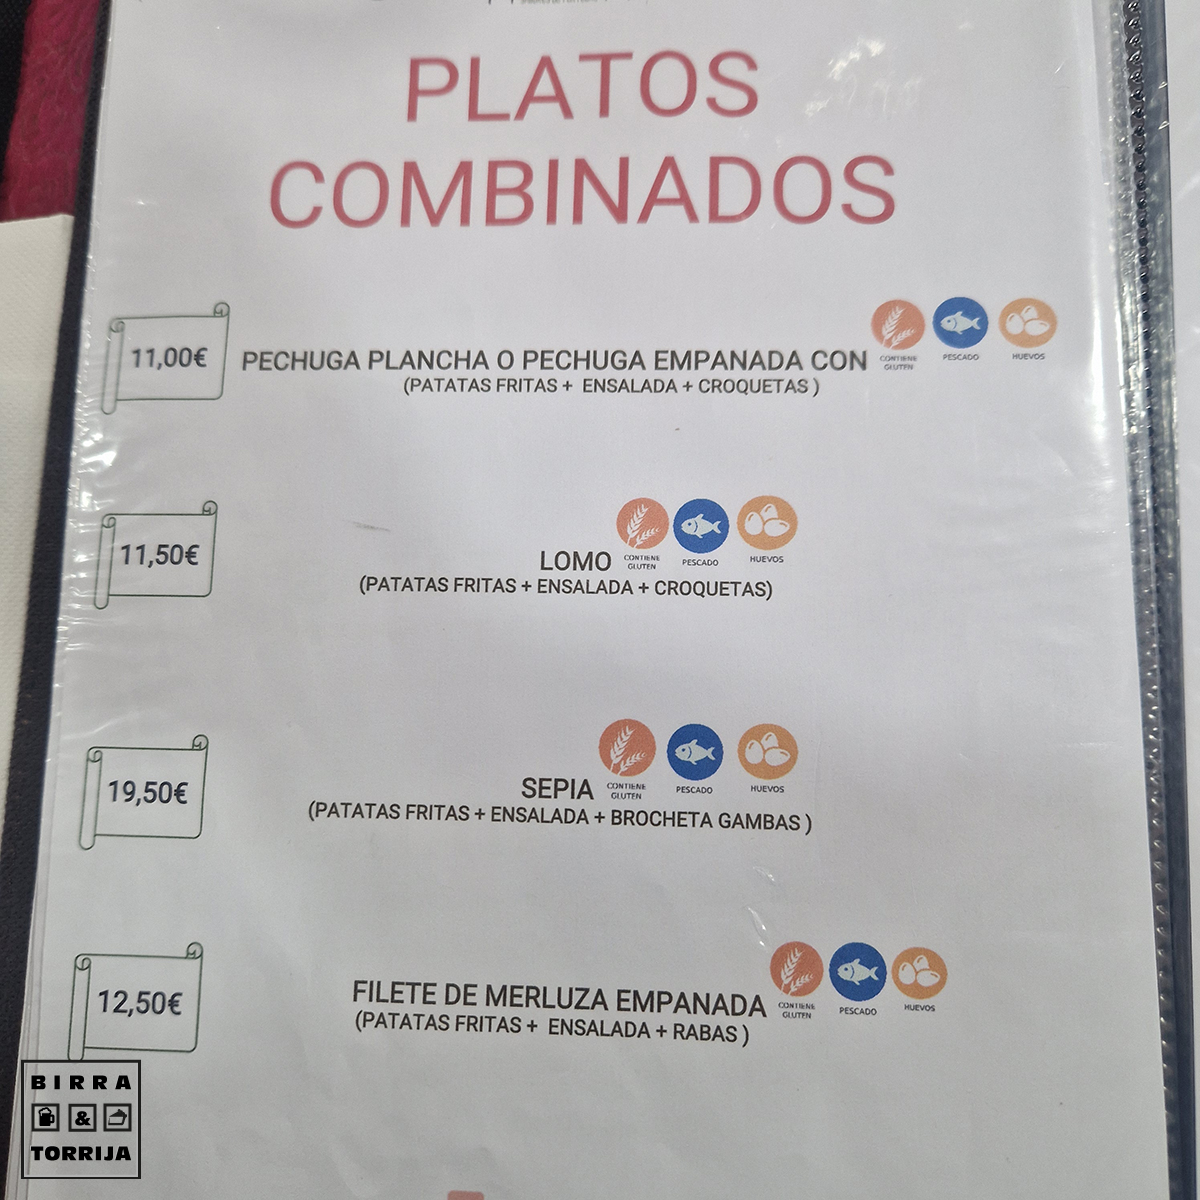 PLATOS
COMBINADOS
11,00€ PECHUGA PLANCHA O PECHUGA EMPANADA CON CONTIENE GLUTEN PESCADO HUEVOS
(PATATAS FRITAS + ENSALADA + CROQUETAS )
11,50€ LOMO CONTIENE GLUTEN PESCADO HUEVOS
(PATATAS FRITAS + ENSALADA + CROQUETAS)
19,50€ SEPIA CONTIENE GLUTEN PESCADO HUEVOS
(PATATAS FRITAS + ENSALADA + BROCHETA GAMBAS )
12,50€ FILETE DE MERLUZA EMPANADA CONTIENE GLUTEN PESCADO HUEVOS
(PATATAS FRITAS + ENSALADA + RABAS )
BIRRA
&
TORRIJA